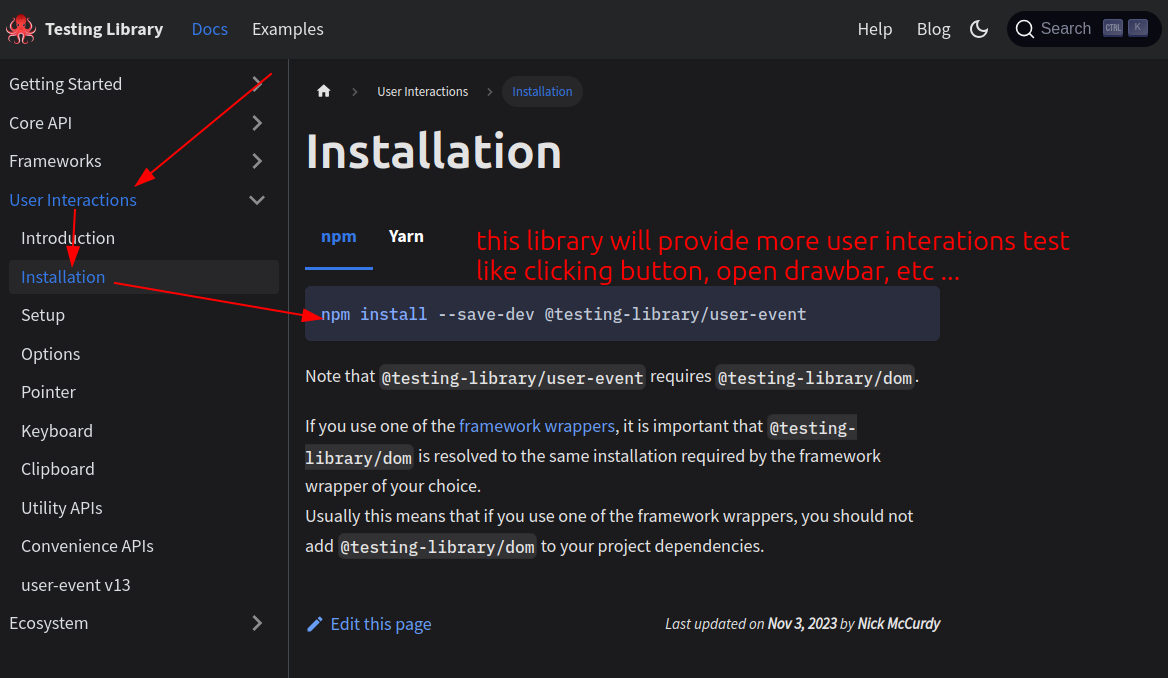 Testing Library Docs Examples Help Blog Search CTRL K
Getting Started
Core API
Frameworks
User Interactions
Introduction
Installation
Setup
Options
Pointer
Keyboard
Clipboard
Utility APIs
Convenience APIs
user-event v13
Ecosystem
User Interactions Installation
Installation
npm Yarn
this library will provide more user interations test
like clicking button, open drawbar, etc ...
npm install --save-dev @testing-library/user-event
Note that @testing-library/user-event requires @testing-library/dom.
If you use one of the framework wrappers, it is important that @testing-
library/dom is resolved to the same installation required by the framework
wrapper of your choice.
Usually this means that if you use one of the framework wrappers, you should not
add @testing-library/dom to your project dependencies.
Edit this page Last updated on Nov 3, 2023 by Nick McCurdy